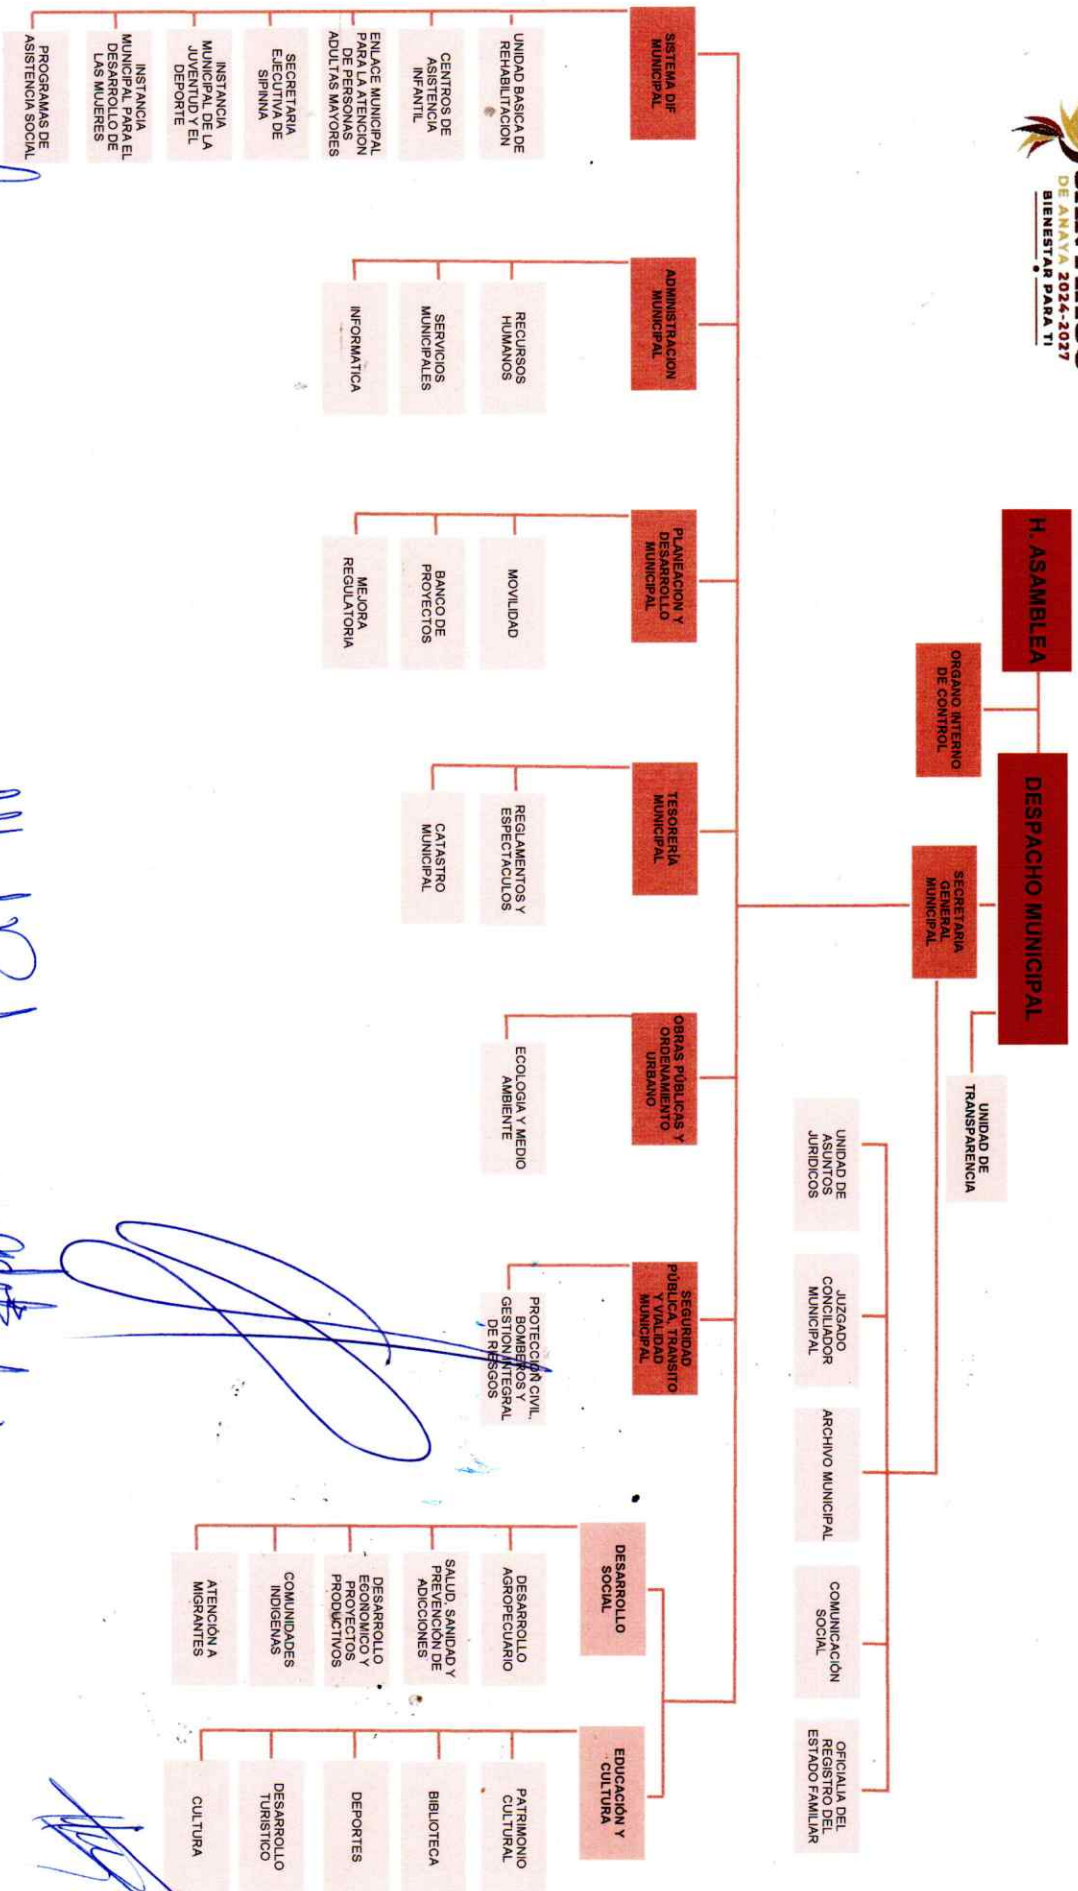 DE ANAYA 2024-2027
BIENESTAR PARA TI
H. ASAMBLEA
DESPACHO MUNICIPAL
ORGANO INTERNO
DE CONTROL
SECRETARIA
GENERAL
MUNICIPAL
UNIDAD DE
TRANSPARENCIA
UNIDAD DE
ASUNTOS
JURIDICOS
JUZGADO
CONCILIADOR
MUNICIPAL
ARCHIVO MUNICIPAL
COMUNICACIÓN
SOCIAL
OFICIALIA DEL
REGISTRO DEL
ESTADO FAMILIAR
SISTEMA DIF
MUNICIPAL
UNIDAD BASICA DE
REHABILITACION
CENTROS DE
ASISTENCIA
INFANTIL
ENLACE MUNICIPAL
PARA LA ATENCION
DE PERSONAS
ADULTAS MAYORES
SECRETARIA
EJECUTIVA DE
SIPINNA
INSTANCIA
MUNICIPAL DE LA
JUVENTUD Y EL
DEPORTE
INSTANCIA
MUNICIPAL PARA EL
DESARROLLO DE
LAS MUJERES
PROGRAMAS DE
ASISTENCIA SOCIAL
ADMINISTRACION
MUNICIPAL
RECURSOS
HUMANOS
SERVICIOS
MUNICIPALES
INFORMATICA
PLANEACION Y
DESARROLLO
MUNICIPAL
MOVILIDAD
BANCO DE
PROYECTOS
MEJORA
REGULATORIA
TESORERÍA
MUNICIPAL
REGLAMENTOS Y
ESPECTACULOS
CATASTRO
MUNICIPAL
OBRAS PÚBLICAS Y
ORDENAMIENTO
URBANO
ECOLOGIA Y MEDIO
AMBIENTE
SEGURIDAD
PÚBLICA, TRANSITO
Y VIALIDAD
MUNICIPAL
PROTECCIÓN CIVIL,
BOMBEROS Y
GESTION INTEGRAL
DE RIESGOS
DESARROLLO
SOCIAL
DESARROLLO
AGROPECUARIO
SALUD, SANIDAD Y
PREVENCIÓN DE
ADICCIONES
DESARROLLO
ECONOMICO Y
PROYECTOS
PRODUCTIVOS
COMUNIDADES
INDIGENAS
ATENCIÓN A
MIGRANTES
EDUCACIÓN Y
CULTURA
PATRIMONIO
CULTURAL
BIBLIOTECA
DEPORTES
DESARROLLO
TURISTICO
CULTURA